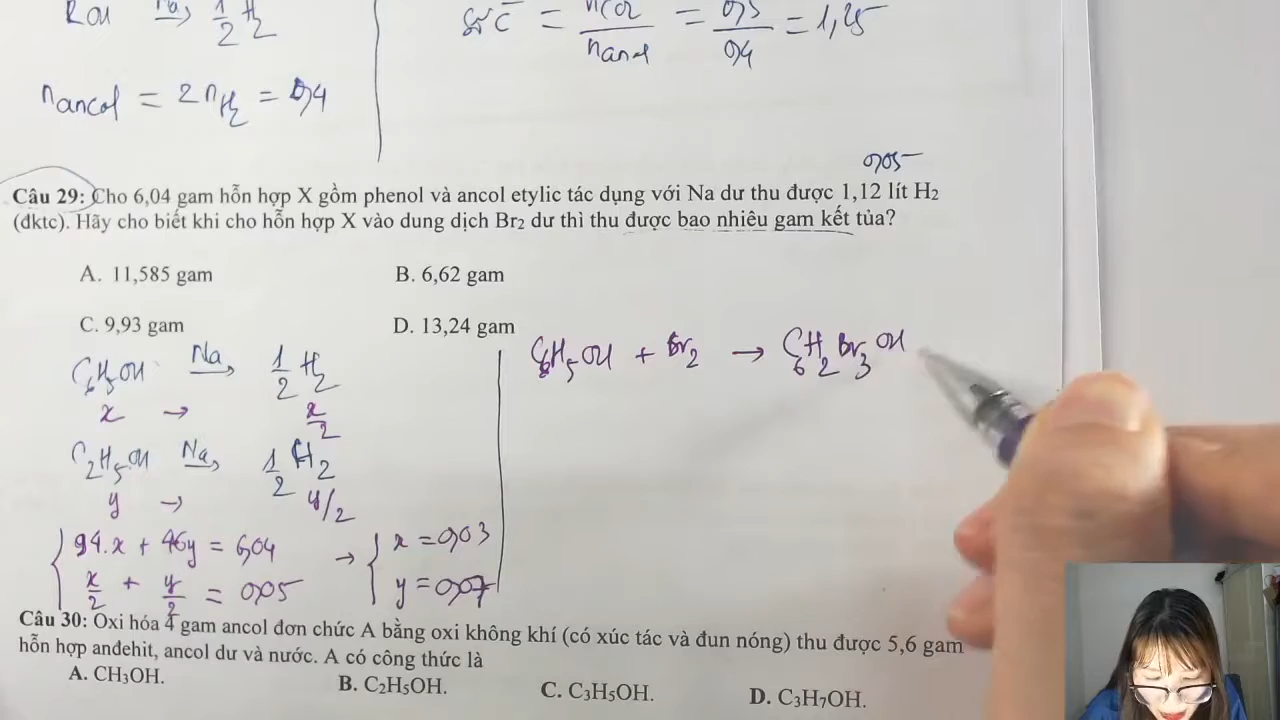 ROH Na→ 1/2 H2
số C̅ = nCO2/nancol = 0,5/0,4 = 1,25
nancol = 2nH2 = 0,4
0,05
Câu 29: Cho 6,04 gam hỗn hợp X gồm phenol và ancol etylic tác dụng với Na dư thu được 1,12 lít H2
(đktc). Hãy cho biết khi cho hỗn hợp X vào dung dịch Br2 dư thì thu được bao nhiêu gam kết tủa?
A. 11,585 gam B. 6,62 gam
C. 9,93 gam D. 13,24 gam
C6H5OH Na→ 1/2 H2
x → x/2
C2H5OH Na→ 1/2 H2
y → y/2
{ 94.x + 46y = 6,04
x/2 + y/2 = 0,05
→ { x = 0,03
y = 0,07
C6H5OH + Br2 → C6H2Br3OH
Câu 30: Oxi hóa 4 gam ancol đơn chức A bằng oxi không khí (có xúc tác và đun nóng) thu được 5,6 gam
hỗn hợp anđehit, ancol dư và nước. A có công thức là
A. CH3OH. B. C2H5OH. C. C3H5OH. D. C3H7OH.